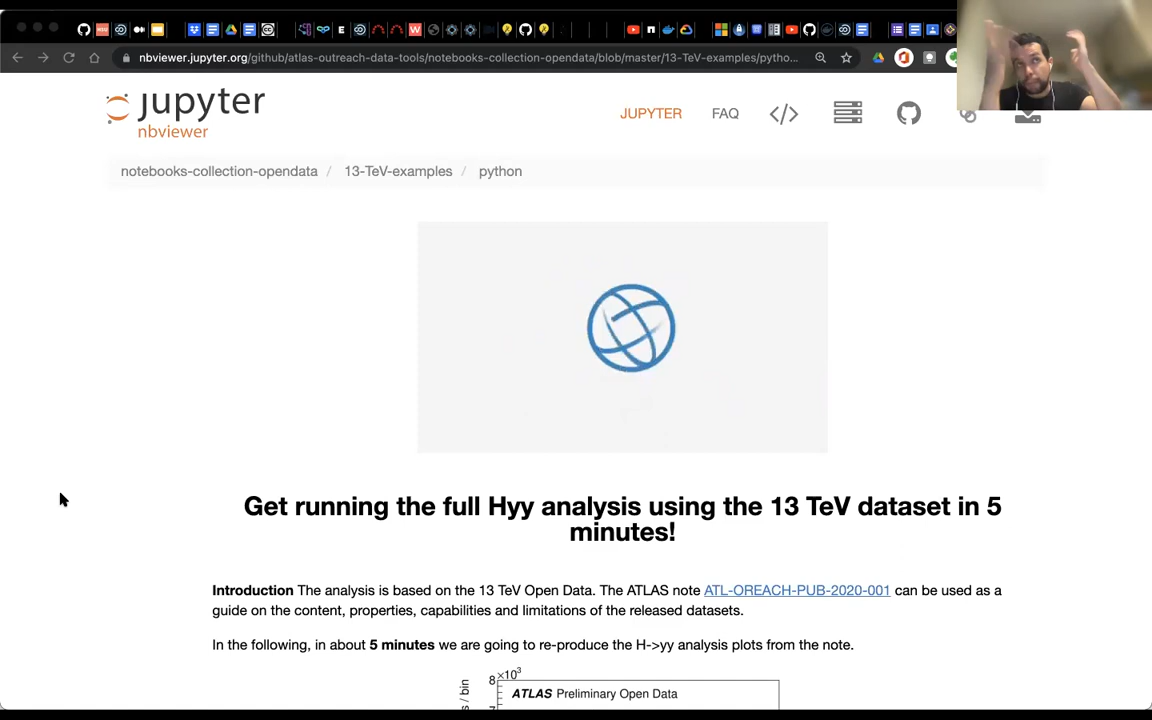 nbviewer.jupyter.org/github/atlas-outreach-data-tools/notebooks-collection-opendata/blob/master/13-TeV-examples/pytho...
jupyter
nbviewer
JUPYTER
FAQ
</>
notebooks-collection-opendata / 13-TeV-examples / python
Get running the full Hyy analysis using the 13 TeV dataset in 5
minutes!
Introduction The analysis is based on the 13 TeV Open Data. The ATLAS note ATL-OREACH-PUB-2020-001 can be used as a
guide on the content, properties, capabilities and limitations of the released datasets.
In the following, in about 5 minutes we are going to re-produce the H->yy analysis plots from the note.
8 ×10³
ATLAS Preliminary Open Data
/ bin